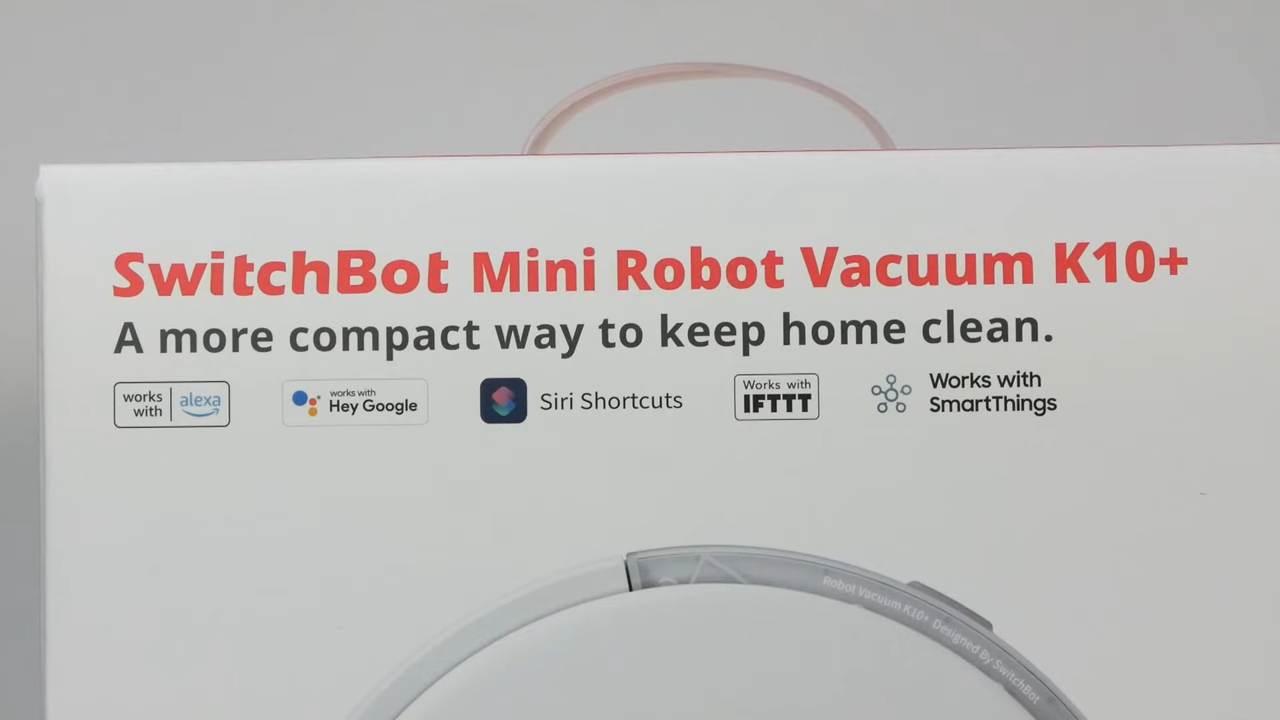 SwitchBot Mini Robot Vacuum K10+
A more compact way to keep home clean.
works with alexa
works with Hey Google
Siri Shortcuts
Works with IFTTT
Works with SmartThings
Robot Vacuum K10+ Designed By SwitchBot